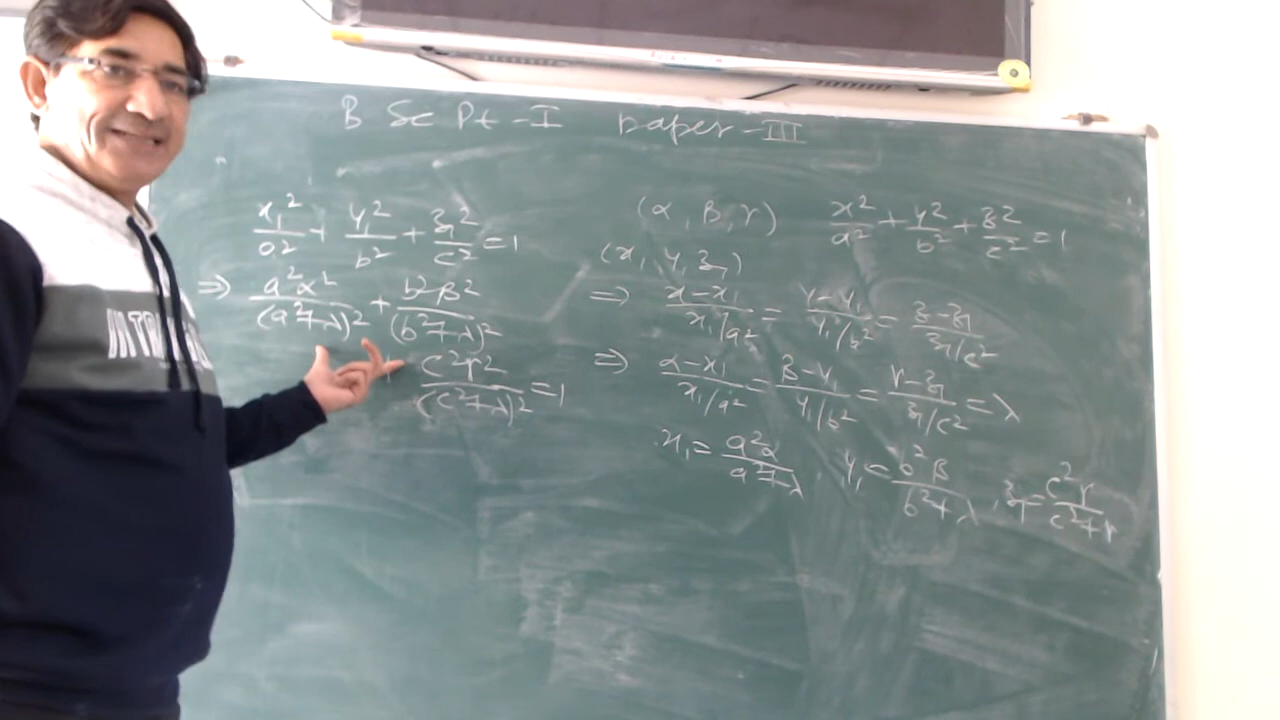 B Sc Pt - I Paper - III
x₁²/a² + y₁²/b² + z₁²/c² = 1
⇒ a²α²/(a²+λ)² + b²β²/(b²+λ)²
+ c²γ²/(c²+λ)² = 1
(α, β, γ) x²/a² + y²/b² + z²/c² = 1
(x₁ y₁ z₁)
⇒ x-x₁/x₁/a² = y-y₁/y₁/b² = z-z₁/z₁/c²
⇒ α-x₁/x₁/a² = β-y₁/y₁/b² = γ-z₁/z₁/c² = λ
x₁ = a²α/a²+λ y₁ = b²β/b²+λ , z₁ = c²γ/c²+γ